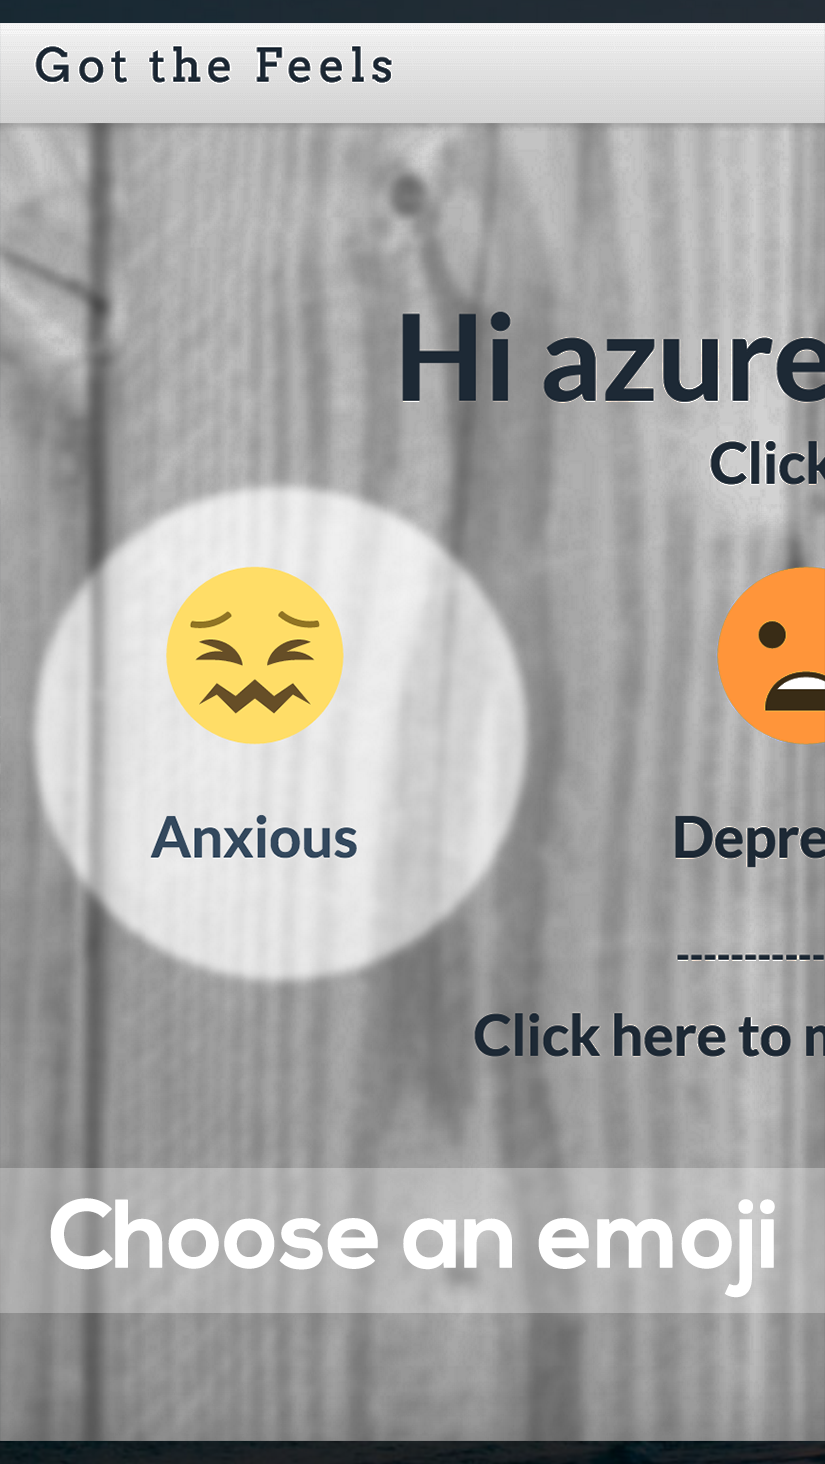 Got the Feels
Hi azure
Click
Anxious
Depre
-----------
Click here to
Choose an emoji